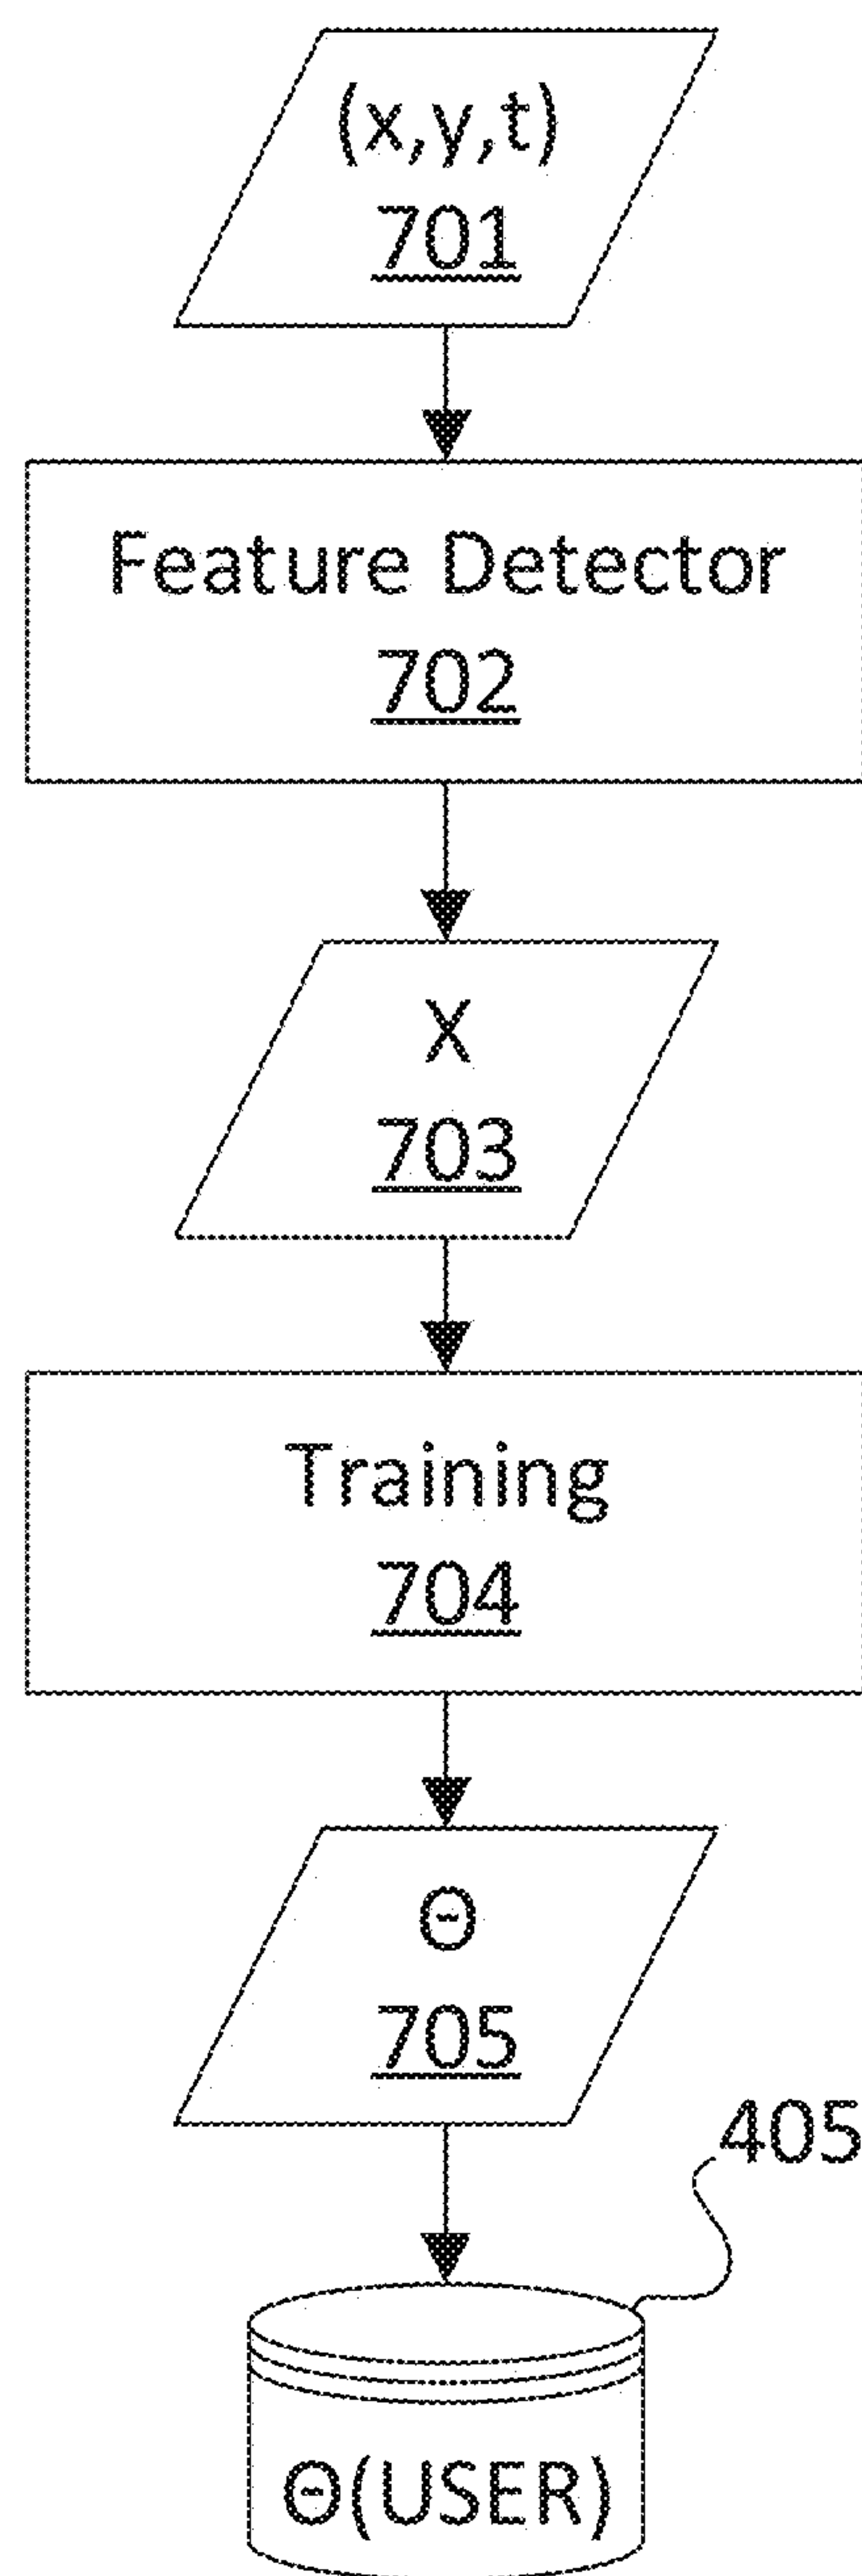 (x,y,t)
701
Feature Detector
702
X
703
Training
704
Θ
705
405
Θ(USER)